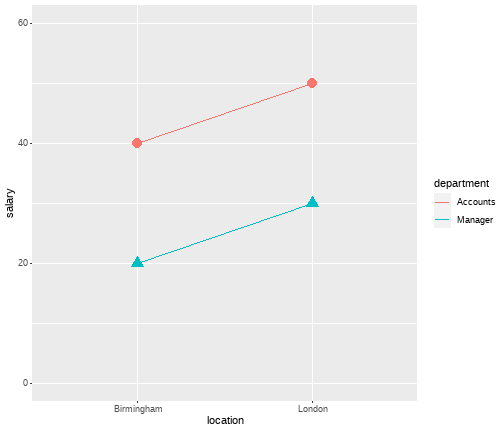 60
40
20
0
salary
Birmingham
London
location
department
Accounts
Manager